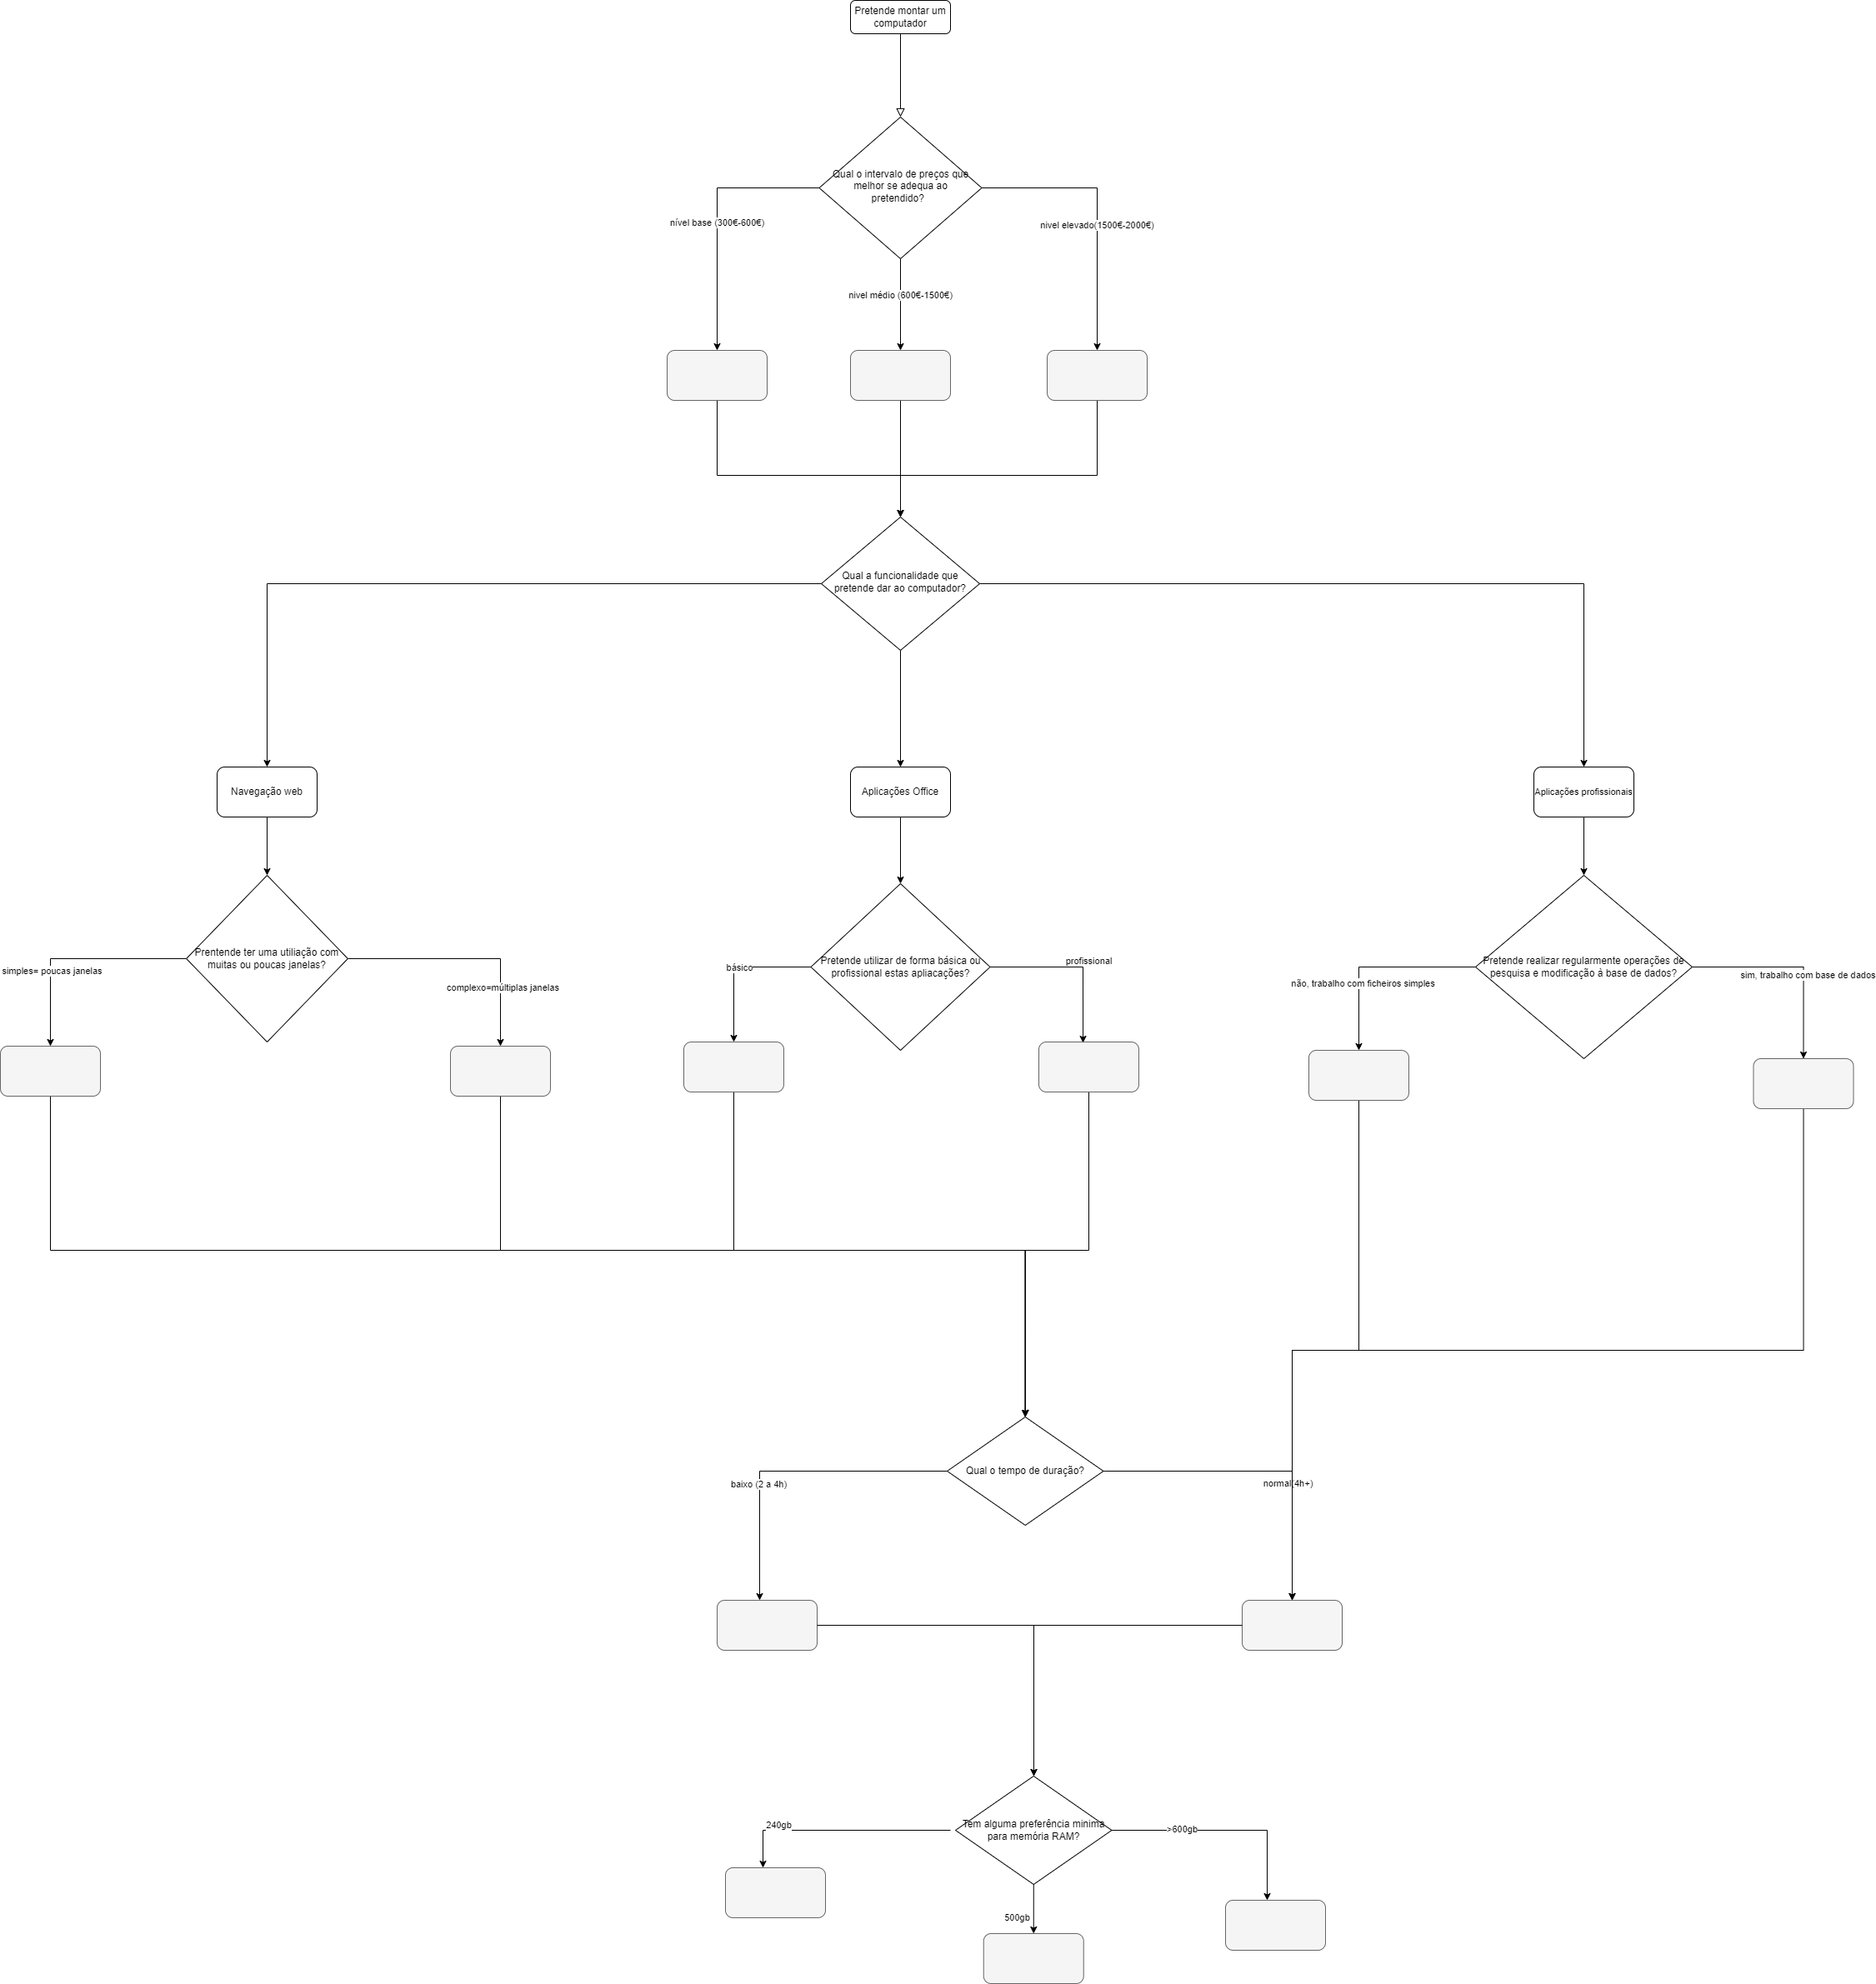 Pretende montar um
computador
Qual o intervalo de preços que
melhor se adequa ao
pretendido?
nível base (300€-600€)
nivel elevado(1500€-2000€)
nivel médio (600€-1500€)
Qual a funcionalidade que
pretende dar ao computador?
Navegação web
Aplicações Office
Aplicações profissionais
Prentende ter uma utiliação com
muitas ou poucas janelas?
simples= poucas janelas
complexo=múltiplas janelas
Pretende utilizar de forma básica ou
profissional estas apliacações?
básico
profissional
Pretende realizar regularmente operações de
pesquisa e modificação á base de dados?
não, trabalho com ficheiros simples
sim, trabalho com base de dados
Qual o tempo de duração?
baixo (2 a 4h)
normal(4h+)
Tem alguma preferência minima
para memória RAM?
240gb
>600gb
500gb